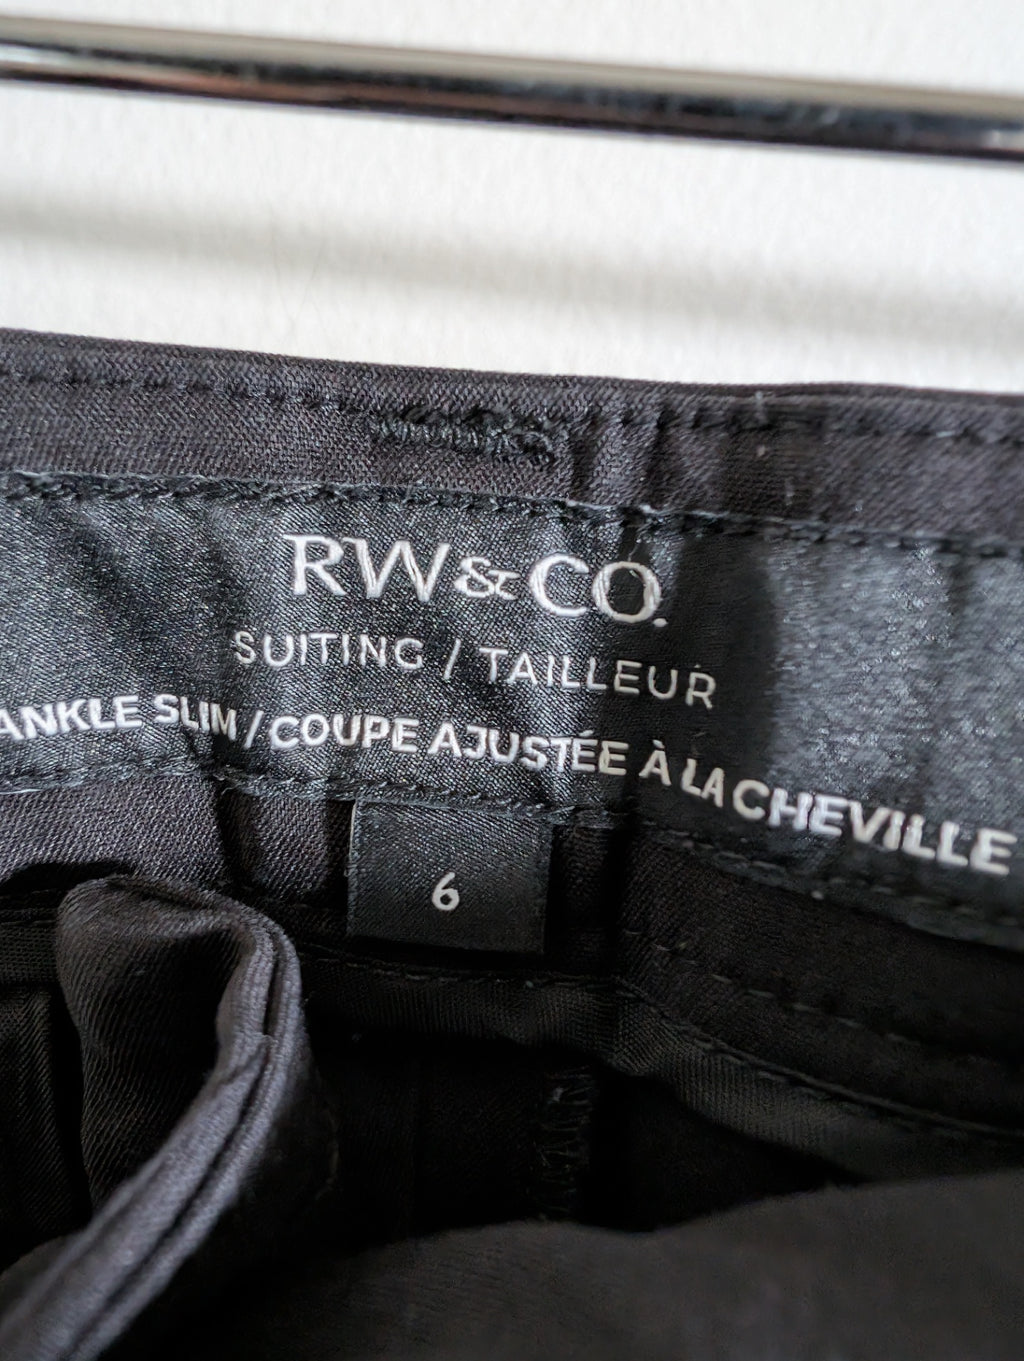 RW&CO.
SUITING / TAILLEUR
ANKLE SLIM / COUPE AJUSTÉE À LA CHEVILLE
6